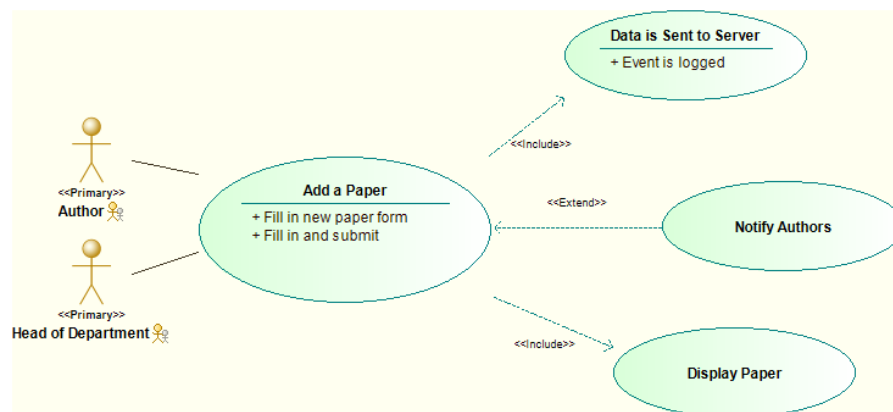 Data is Sent to Server
+ Event is logged
<<Include>>
<<Primary>>
Author
Add a Paper
+ Fill in new paper form
+ Fill in and submit
<<Extend>>
Notify Authors
<<Primary>>
Head of Department
<<Include>>
Display Paper